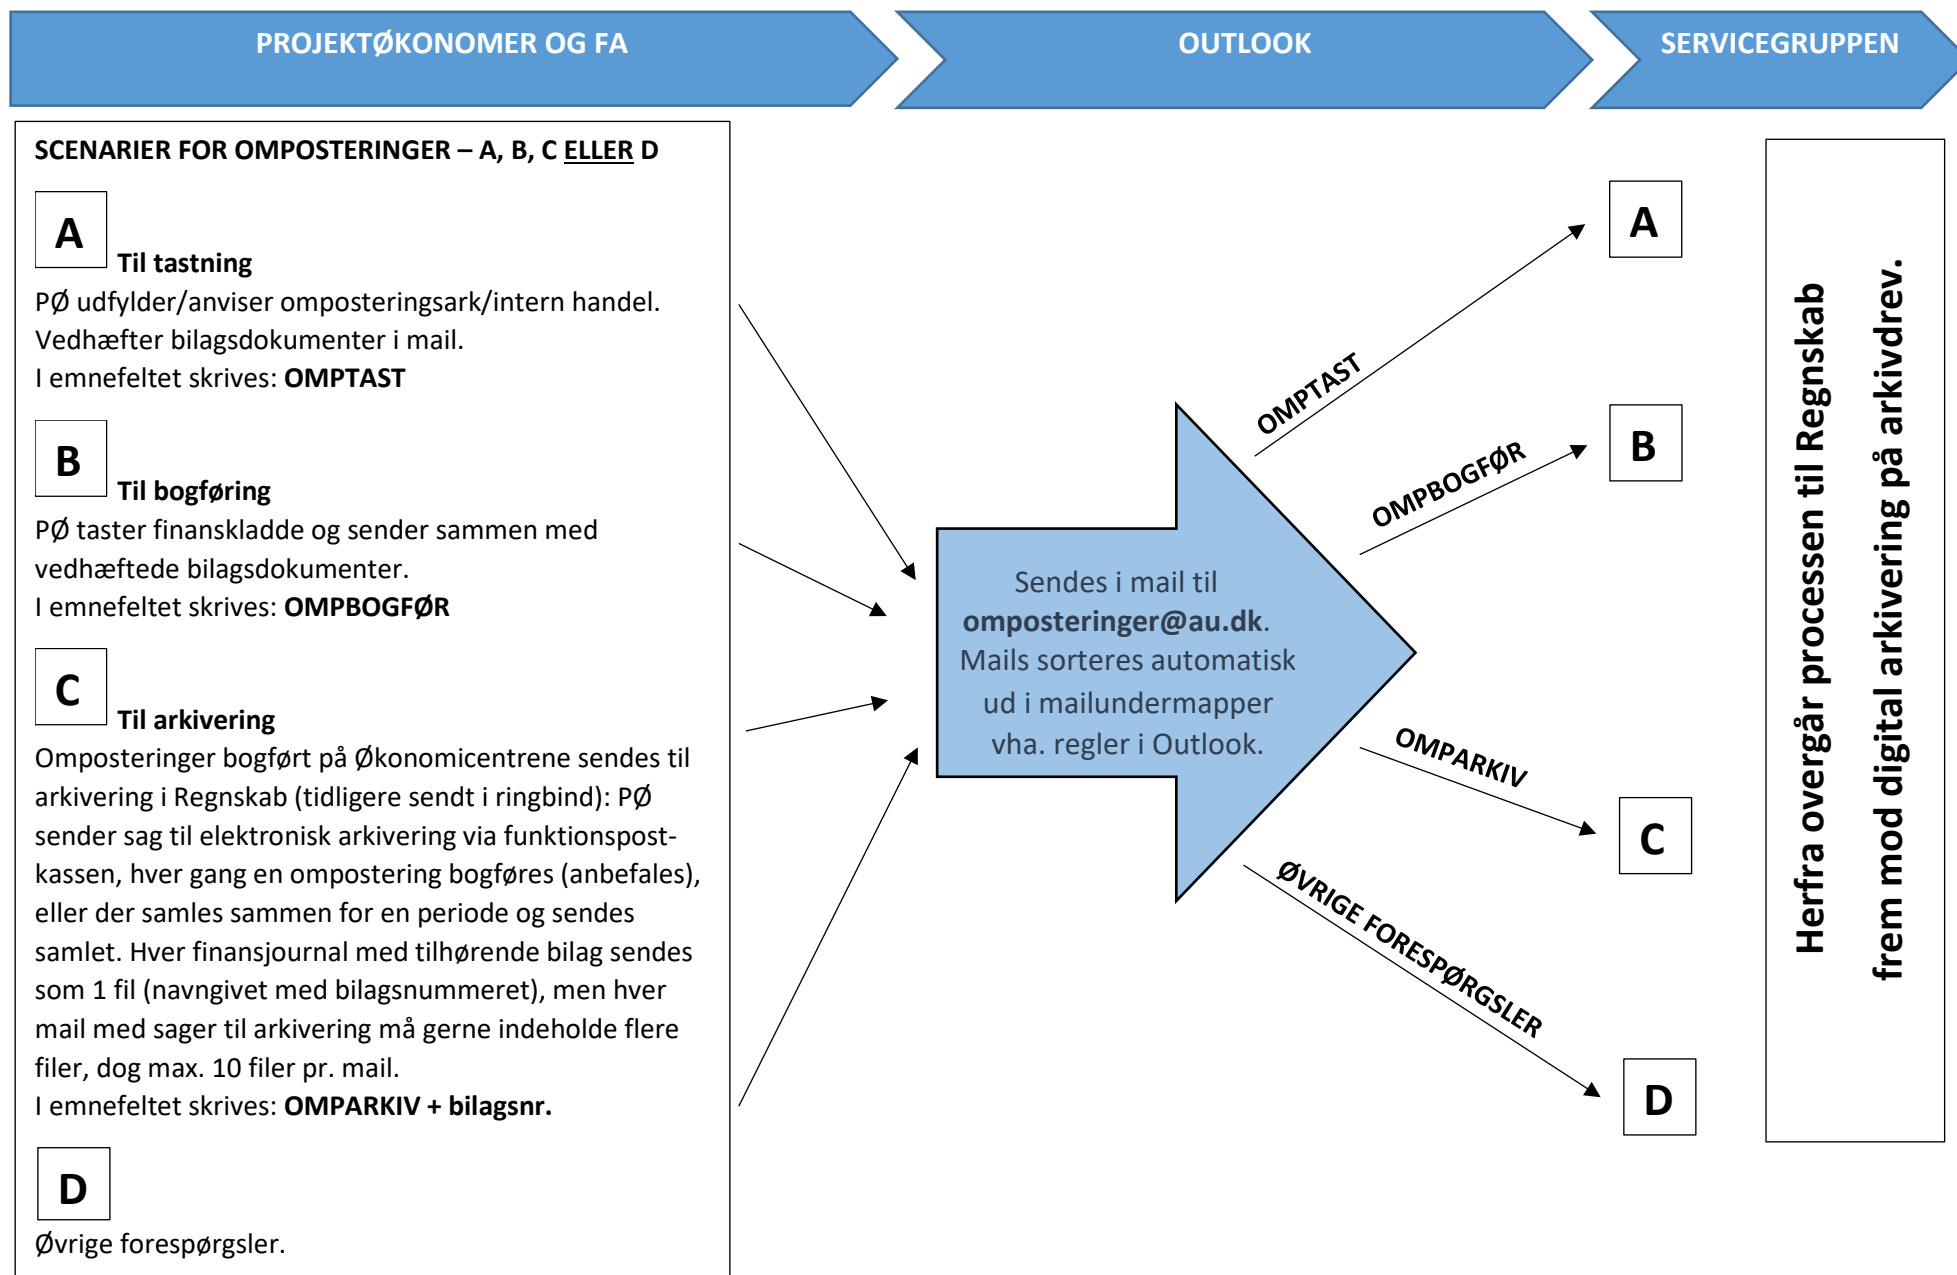 PROJEKTØKONOMER OG FA
OUTLOOK
SERVICEGRUPPEN
SCENARIER FOR OMPOSTERINGER – A, B, C ELLER D
A
Til tastning
PØ udfylder/anviser omposteringsark/intern handel.
Vedhæfter bilagsdokumenter i mail.
I emnefeltet skrives: OMPTAST
B
Til bogføring
PØ taster finanskladde og sender sammen med
vedhæftede bilagsdokumenter.
I emnefeltet skrives: OMPBOGFØR
C
Til arkivering
Omposteringer bogført på Økonomicentrene sendes til
arkivering i Regnskab (tidligere sendt i ringbind): PØ
sender sag til elektronisk arkivering via funktionspost-
kassen, hver gang en ompostering bogføres (anbefales),
eller der samles sammen for en periode og sendes
samlet. Hver finansjournal med tilhørende bilag sendes
som 1 fil (navngivet med bilagsnummeret), men hver
mail med sager til arkivering må gerne indeholde flere
filer, dog max. 10 filer pr. mail.
I emnefeltet skrives: OMPARKIV + bilagsnr.
D
Øvrige forespørgsler.
Sendes i mail til
omposteringer@au.dk.
Mails sorteres automatisk
ud i mailundermapper
vha. regler i Outlook.
OMPTAST
OMPBOGFØR
OMPARKIV
ØVRIGE FORESPØRGSLER
A
B
C
D
Herfra overgår processen til Regnskab
frem mod digital arkivering på arkivdrev.